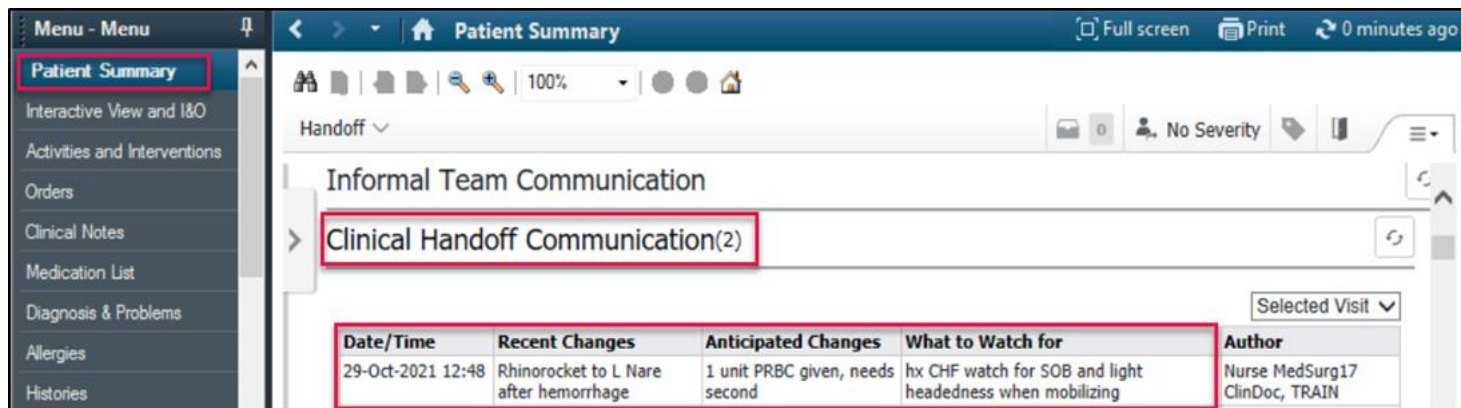 Menu - Menu
Patient Summary
Full screen
Print
0 minutes ago
Patient Summary
Interactive View and I&O
Activities and Interventions
Orders
Clinical Notes
Medication List
Diagnosis & Problems
Allergies
Histories
100%
Handoff
0
No Severity
Informal Team Communication
Clinical Handoff Communication(2)
Selected Visit
Date/Time Recent Changes Anticipated Changes What to Watch for Author
29-Oct-2021 12:48 Rhinorocket to L Nare 1 unit PRBC given, needs hx CHF watch for SOB and light Nurse MedSurg17
after hemorrhage second headedness when mobilizing ClinDoc, TRAIN